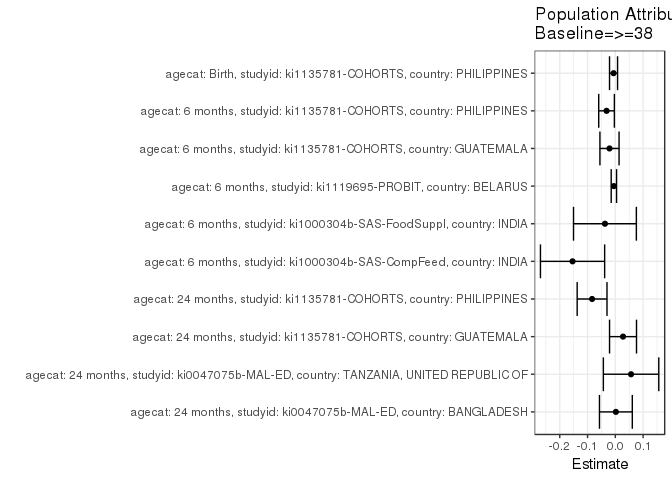 Population Attribu
Baseline=>=38
agecat: Birth, studyid: ki1135781-COHORTS, country: PHILIPPINES
agecat: 6 months, studyid: ki1135781-COHORTS, country: PHILIPPINES
agecat: 6 months, studyid: ki1135781-COHORTS, country: GUATEMALA
agecat: 6 months, studyid: ki1119695-PROBIT, country: BELARUS
agecat: 6 months, studyid: ki1000304b-SAS-FoodSuppl, country: INDIA
agecat: 6 months, studyid: ki1000304b-SAS-CompFeed, country: INDIA
agecat: 24 months, studyid: ki1135781-COHORTS, country: PHILIPPINES
agecat: 24 months, studyid: ki1135781-COHORTS, country: GUATEMALA
agecat: 24 months, studyid: ki0047075b-MAL-ED, country: TANZANIA, UNITED REPUBLIC OF
agecat: 24 months, studyid: ki0047075b-MAL-ED, country: BANGLADESH
-0.2 -0.1 0.0 0.1
Estimate